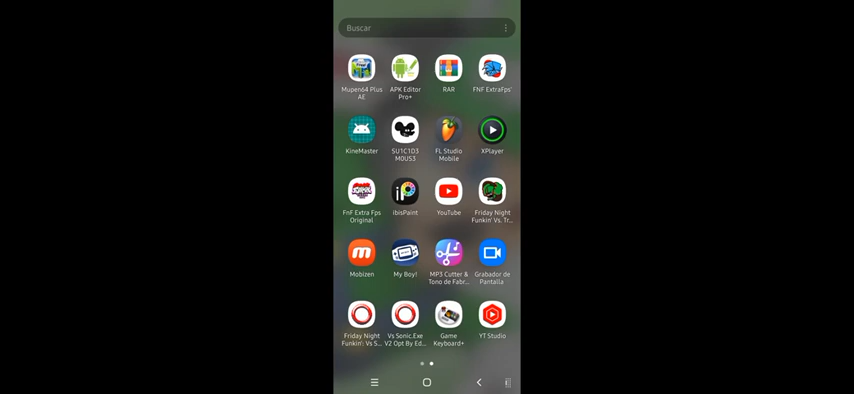 Buscar
Mupen64 Plus
AE
APK Editor
Pro+
RAR
FNF ExtraFps'
KineMaster
SU1C1D3
M0US3
FL Studio
Mobile
XPlayer
FnF Extra Fps
Original
ibisPaint
YouTube
Friday Night
Funkin' Vs. Tr...
Mobizen
My Boy!
MP3 Cutter &
Tono de Fabr...
Grabador de
Pantalla
Friday Night
Funkin': Vs S...
Vs Sonic.Exe
V2 Opt By Ed...
Game
Keyboard+
YT Studio